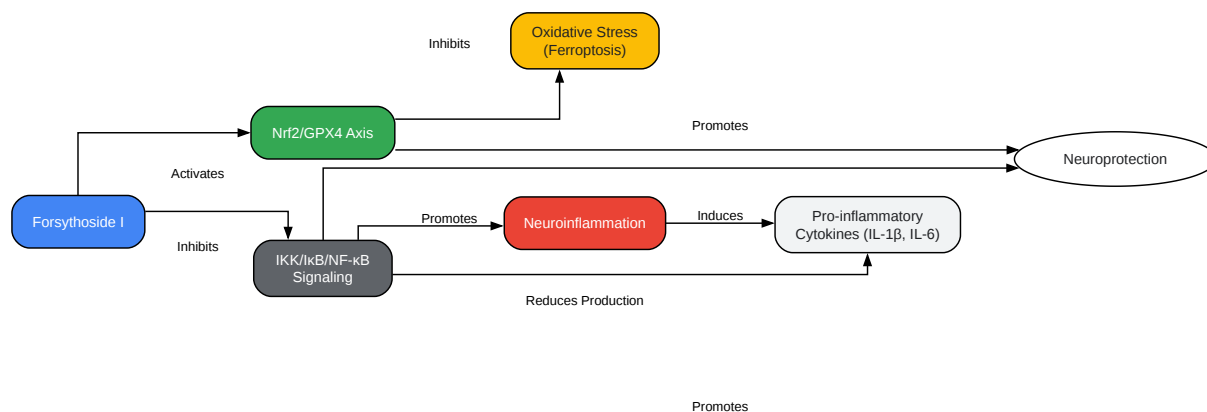 Oxidative Stress
(Ferroptosis)
Inhibits
Nrf2/GPX4 Axis
Promotes
Neuroprotection
Activates
Forsythoside I
Inhibits
Promotes
Neuroinflammation
Induces
Pro-inflammatory
Cytokines (IL-1β, IL-6)
IKK/IκB/NF-κB
Signaling
Reduces Production
Promotes